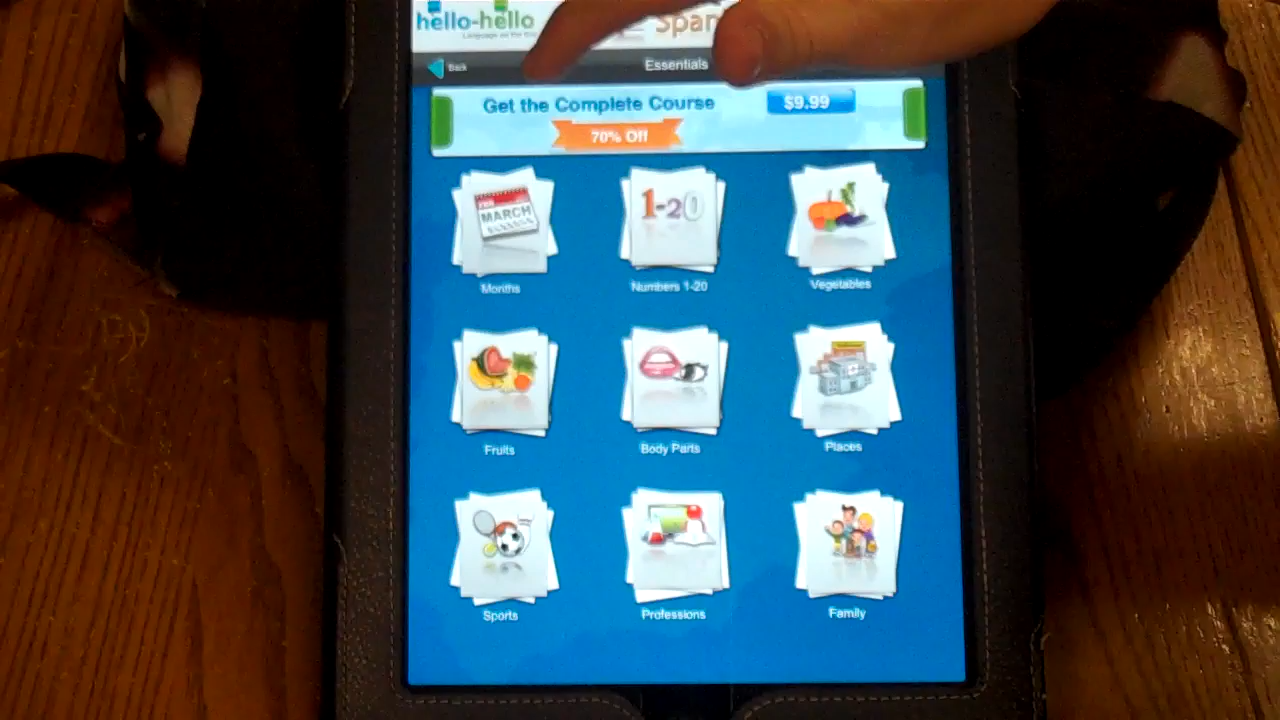 hello-hello
Span
Back
Essentials
Get the Complete Course
$9.99
70% Off
MARCH
1-20
Months
Numbers 1-20
Vegetables
Fruits
Body Parts
Places
Sports
Professions
Family